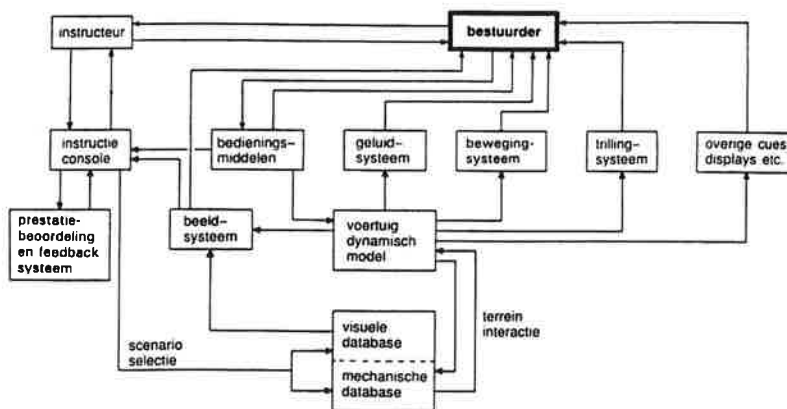 instructeur
bestuurder
instructie
console
bedienings-
middelen
geluid-
systeem
beweging-
systeem
trilling-
systeem
overige cues
displays etc.
prestatie-
beoordeling
en feedback
systeem
beeld-
systeem
voertuig
dynamisch
model
scenario
selectie
visuele
database
mechanische
database
terrein
interactie